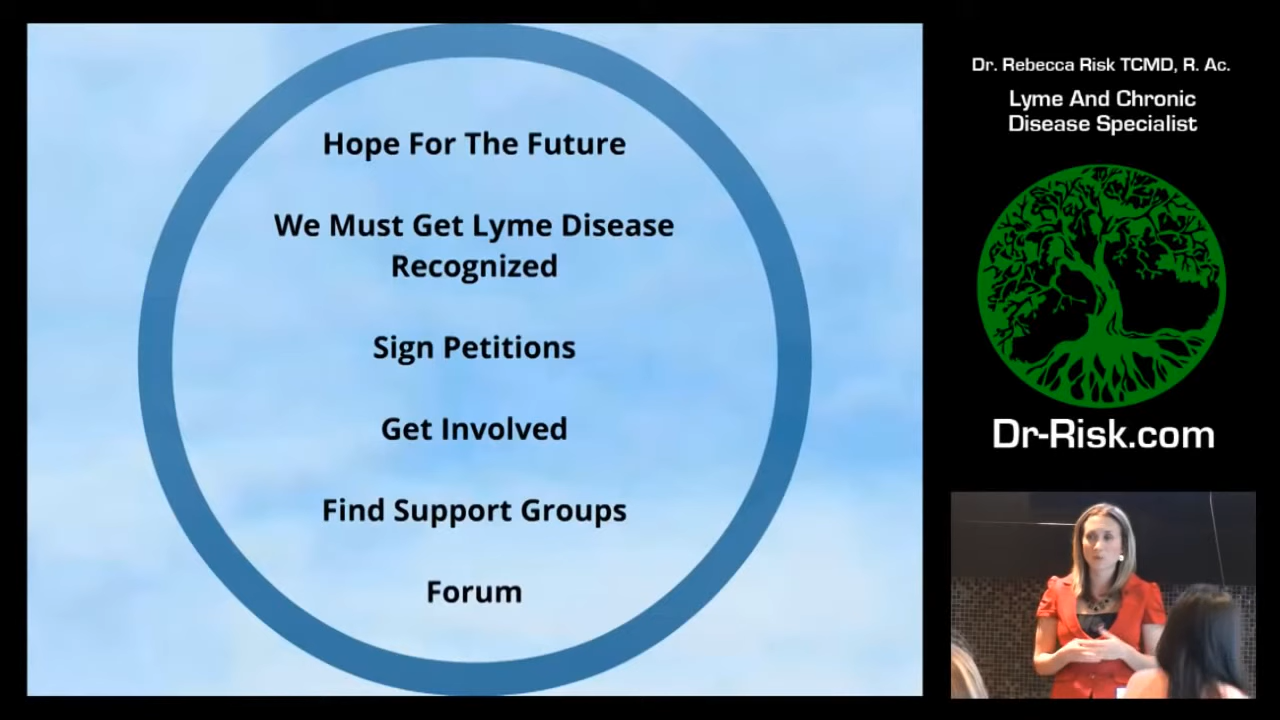 Hope For The Future
We Must Get Lyme Disease
Recognized
Sign Petitions
Get Involved
Find Support Groups
Forum
Dr. Rebecca Risk TCMD, R. Ac.
Lyme And Chronic
Disease Specialist
Dr-Risk.com